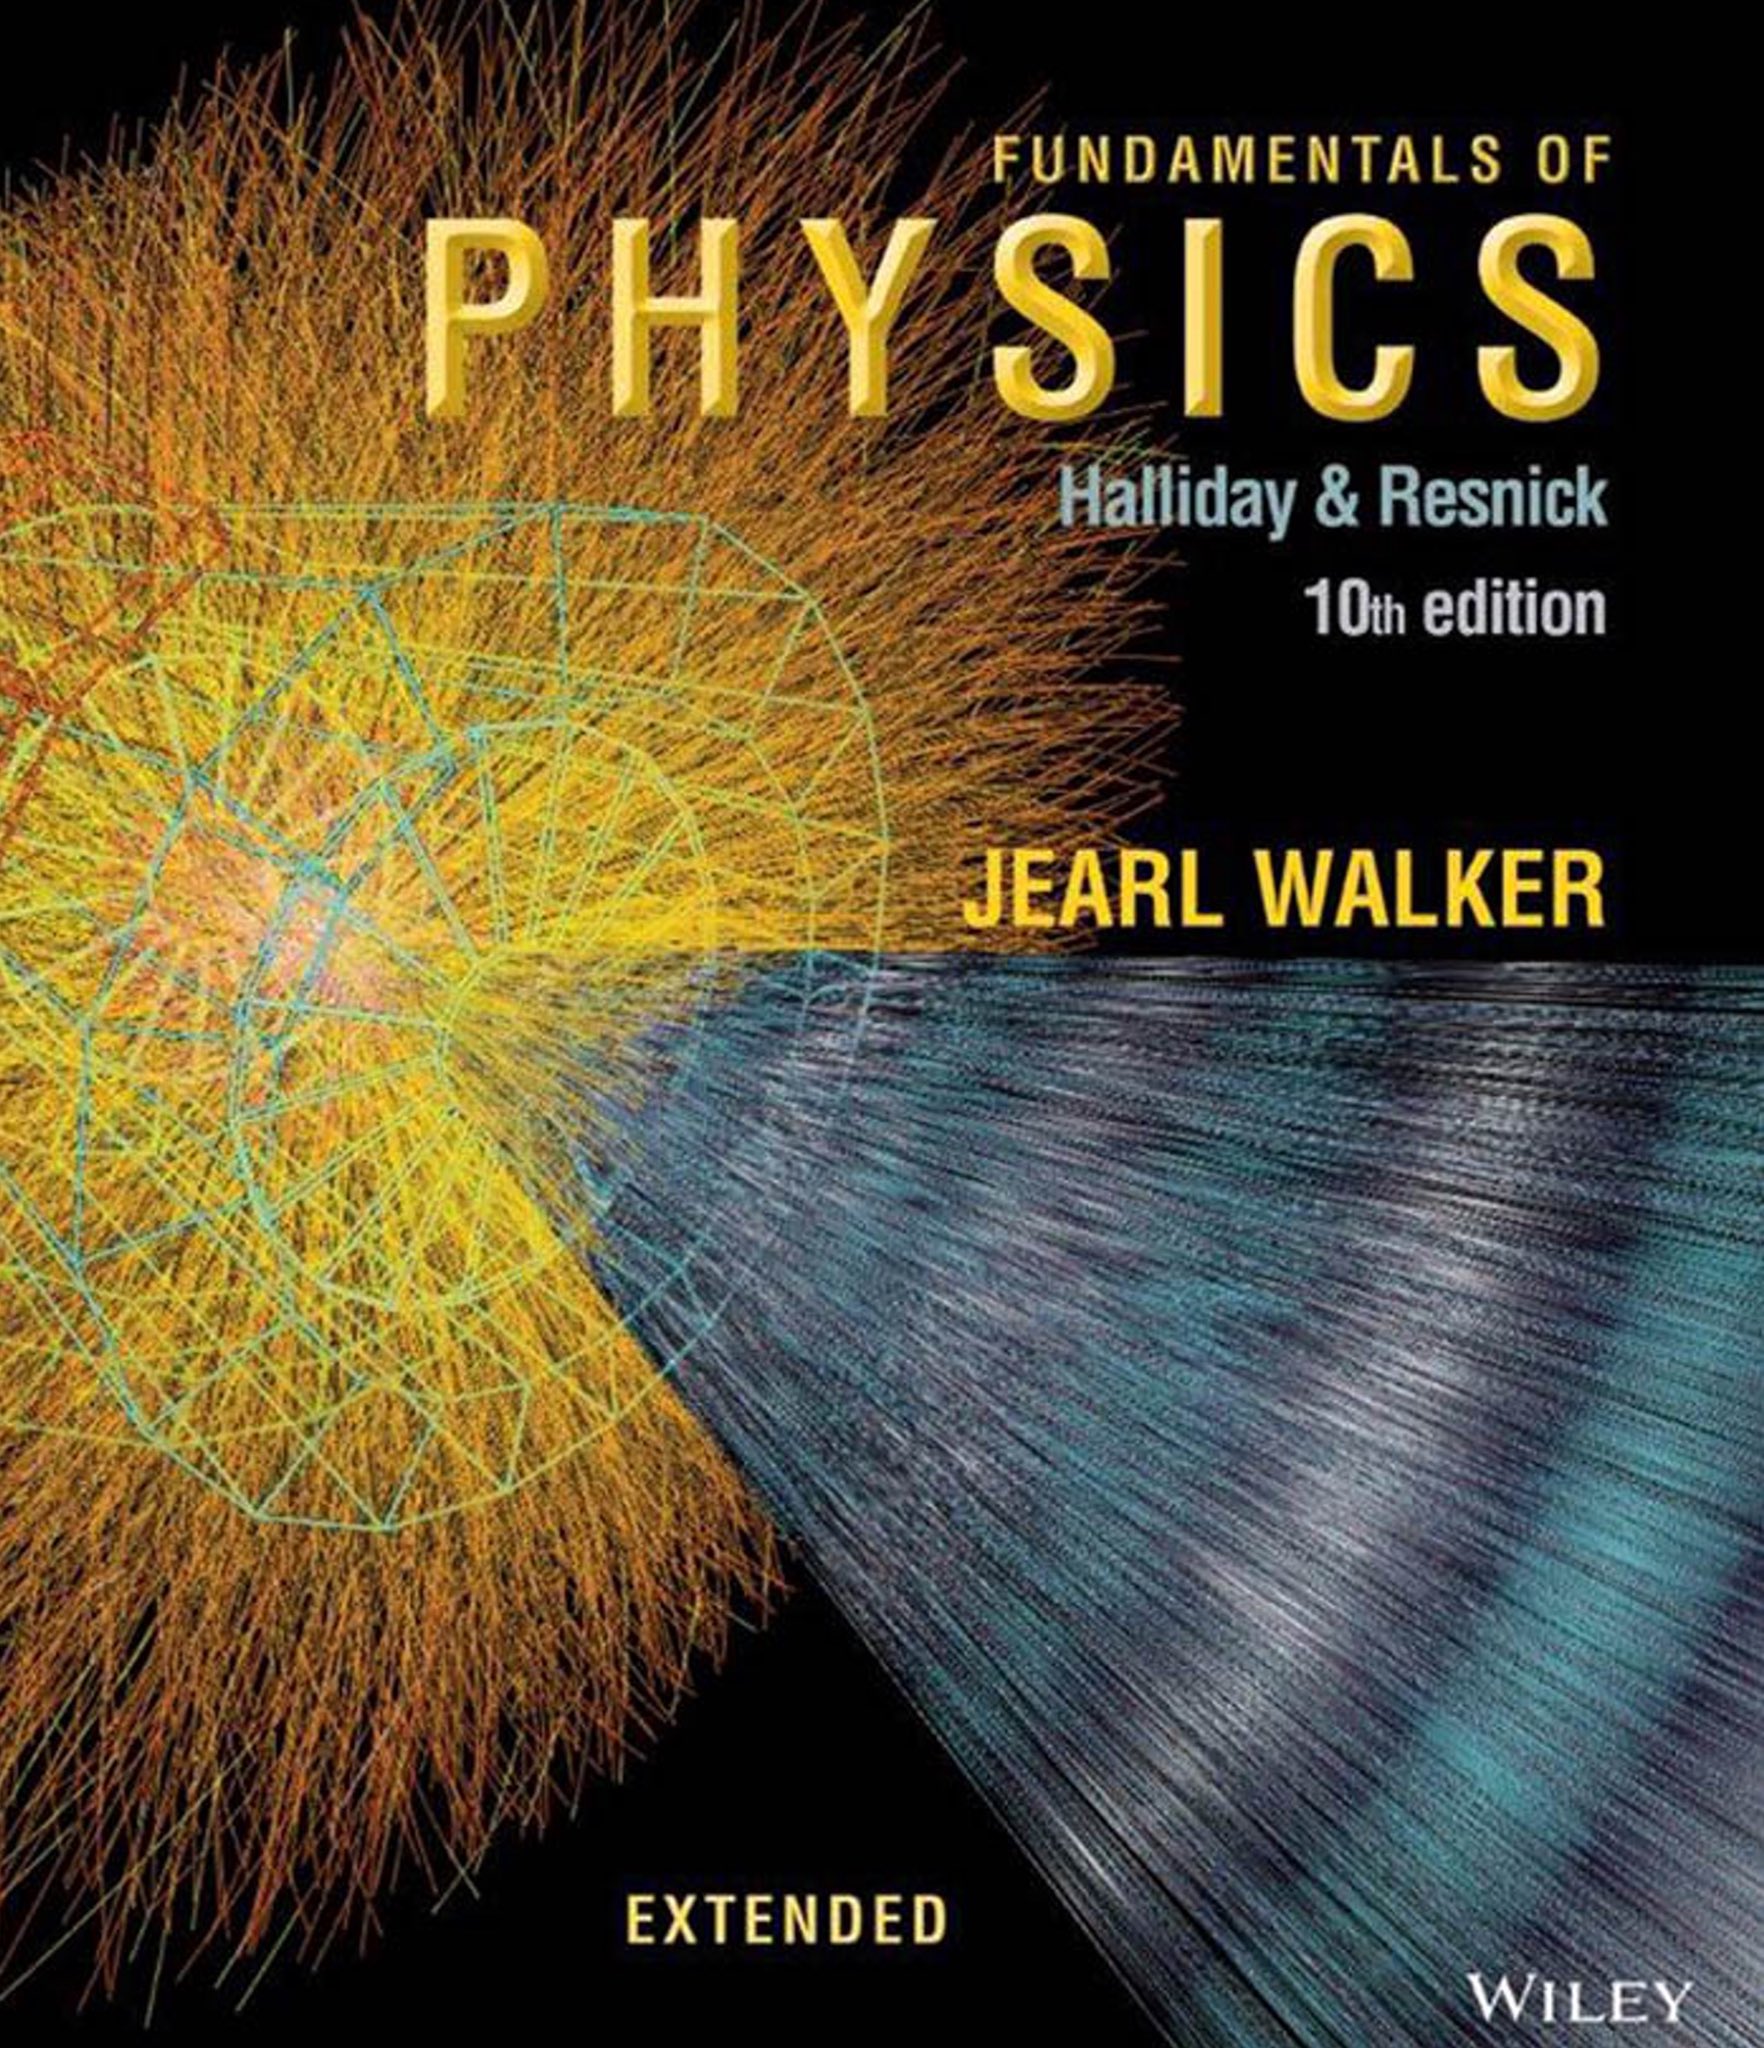 FUNDAMENTALS OF
PHYSICS
Halliday & Resnick
10th edition
JEARL WALKER
EXTENDED
WILEY